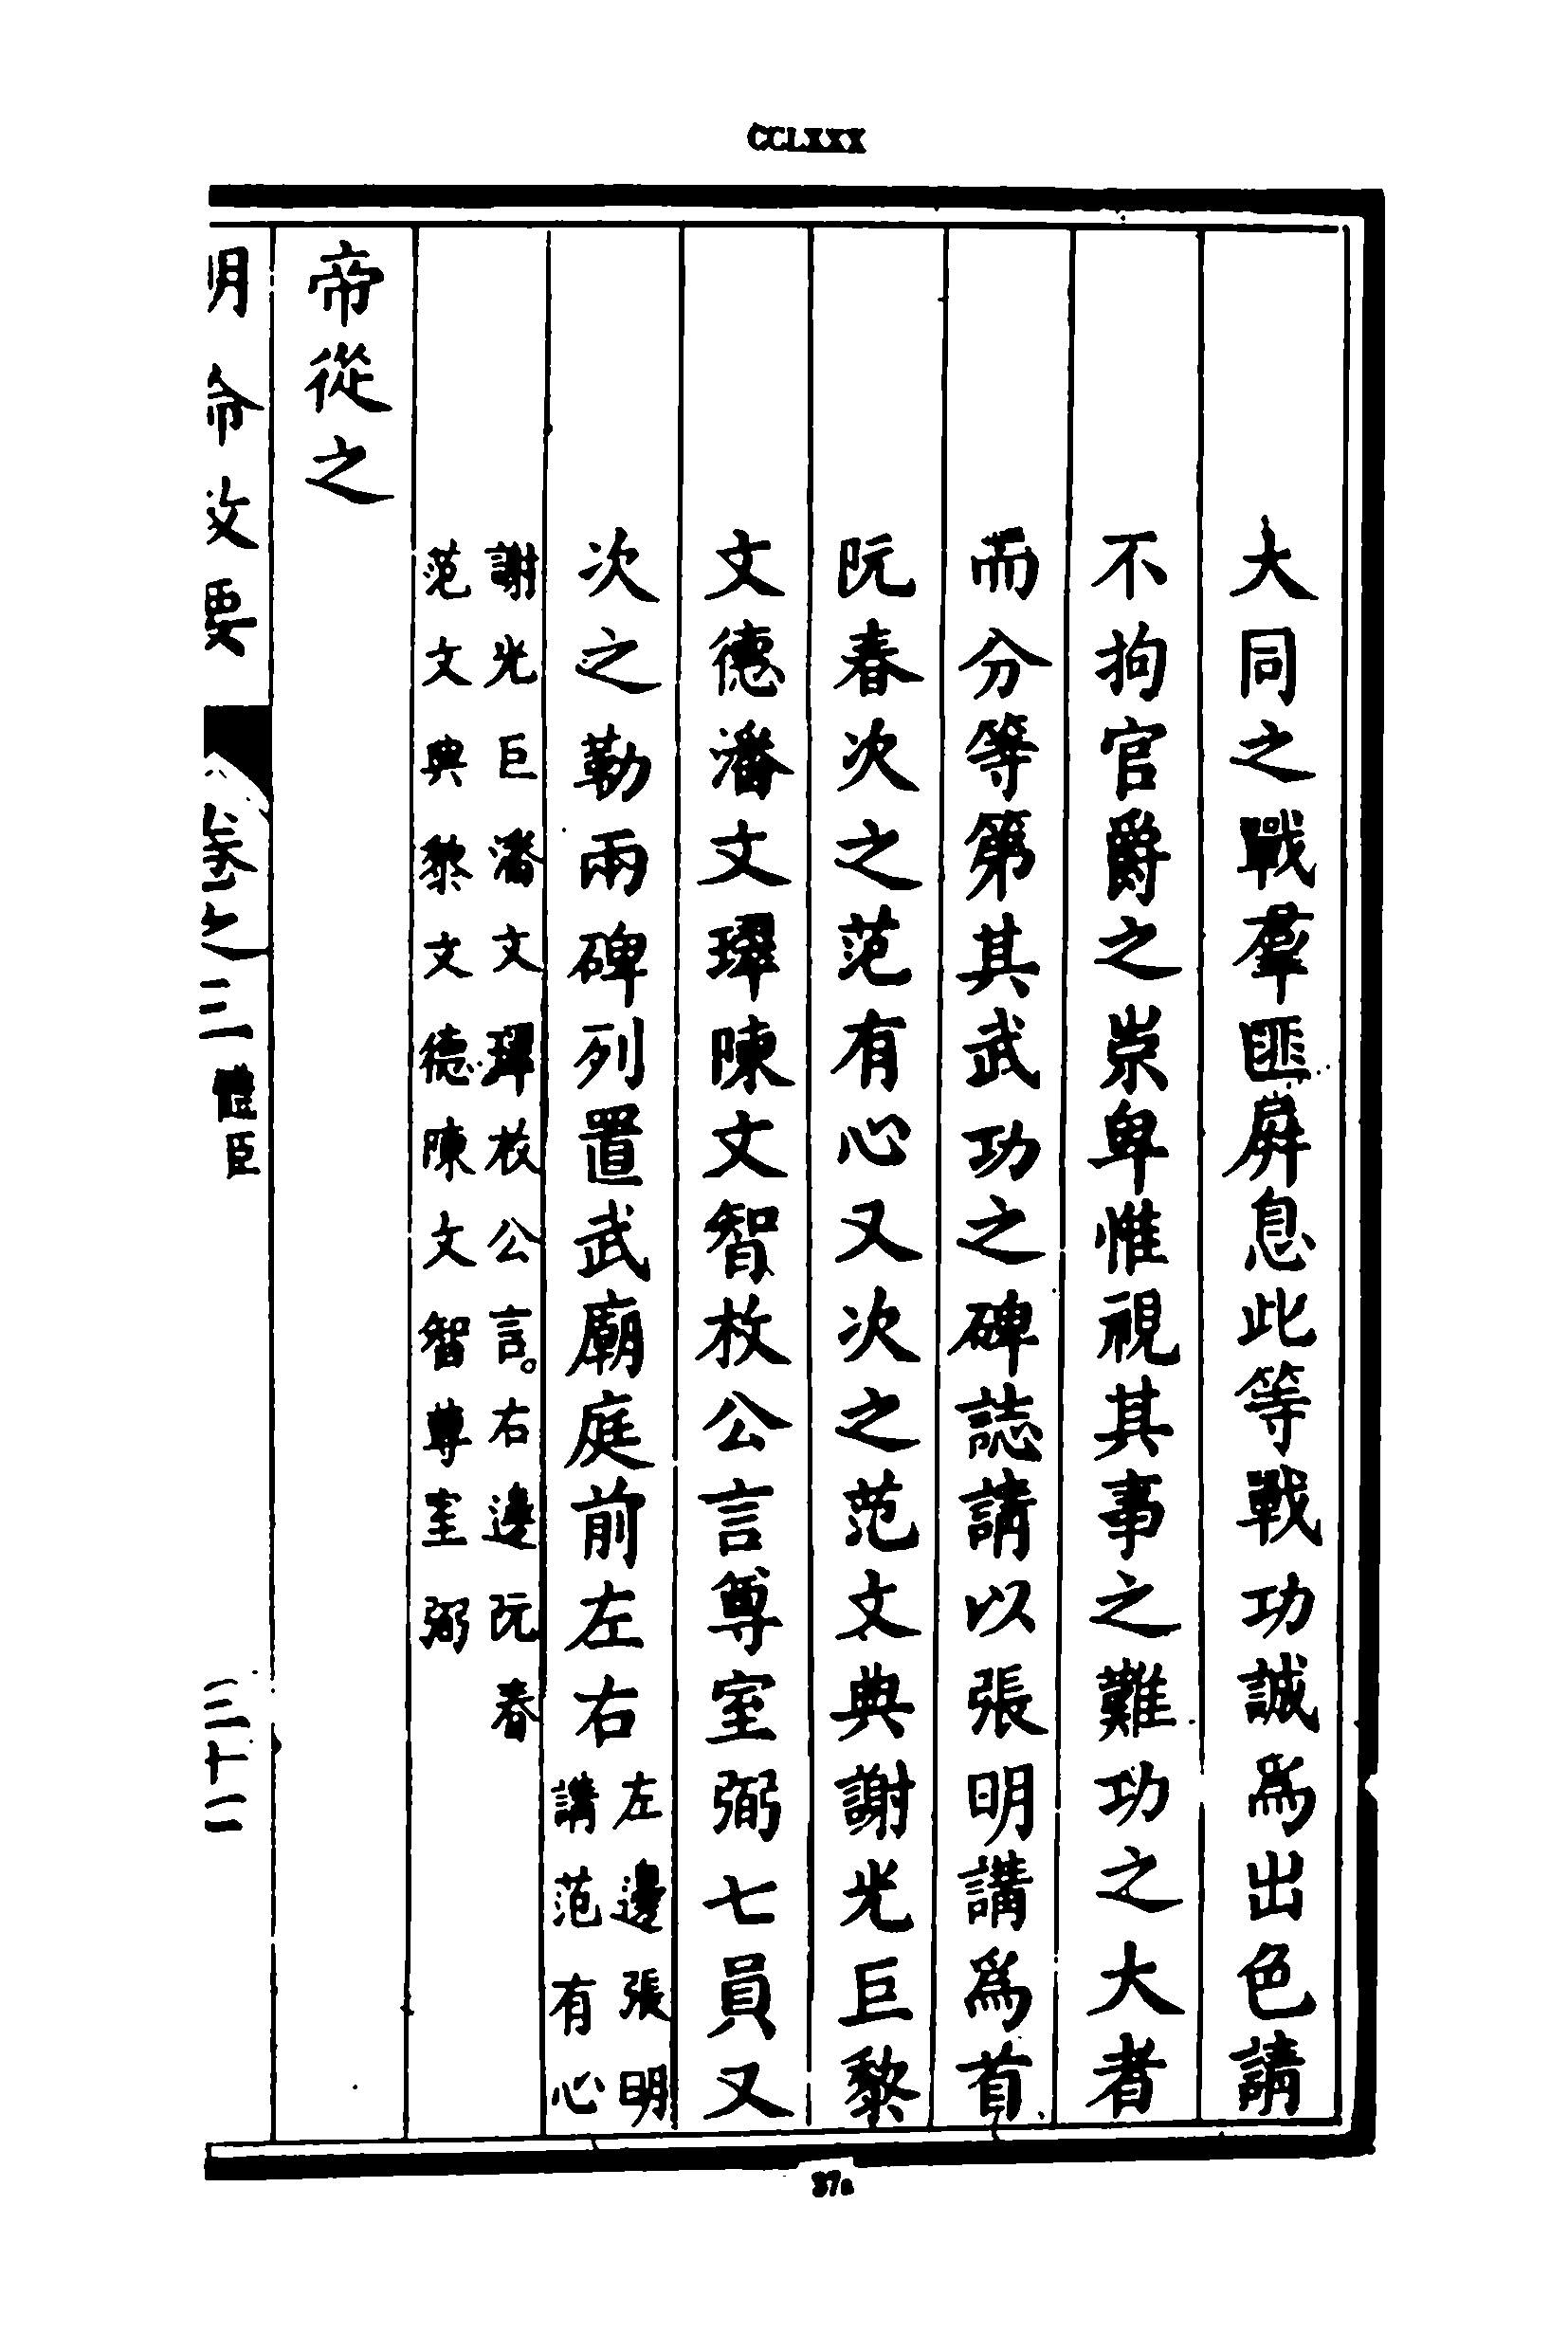 CCLXXX
大同之戰羣匪屏息此等戰功誠爲出色請
不拘官爵之崇卑惟視其事之難功之大者
而分等第其武功之碑誌請以張明講爲首
阮春次之范有心又次之范文典謝光巨黎
文德潘文璻陳文智枚公言尊室弼七員又
次之勒兩碑列置武廟庭前左右
左邊張明
講范有心
謝光巨潘文璻枚公言。右邊阮春
范文典黎文德陳文智尊室弼
帝從之
明命政要
卷之三
體臣
三十二
37a